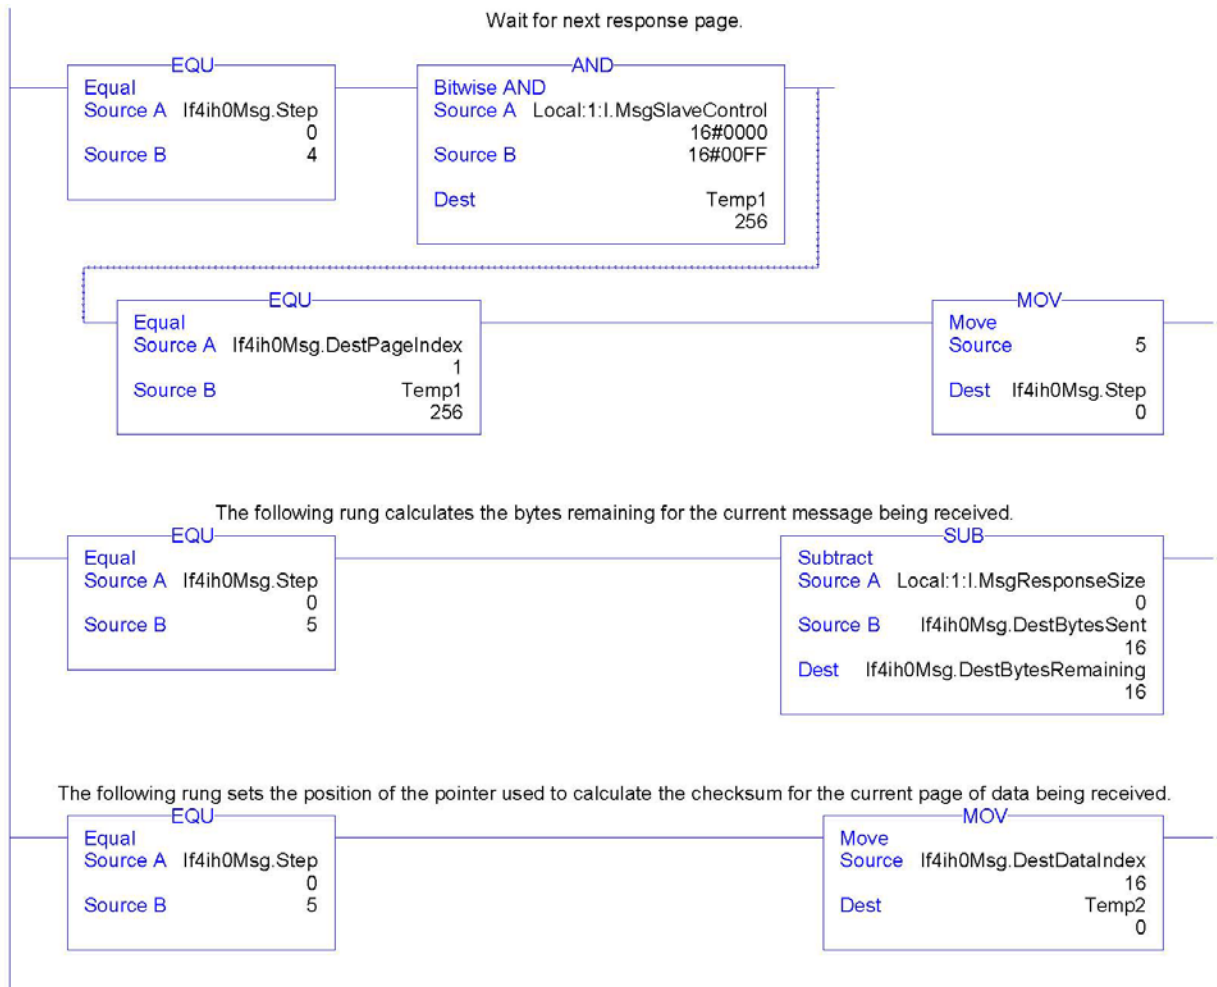 Wait for next response page.
EQU
Equal
Source A If4ih0Msg.Step
0
Source B 4
AND
Bitwise AND
Source A Local:1:I.MsgSlaveControl
16#0000
Source B 16#00FF
Dest Temp1
256
EQU
Equal
Source A If4ih0Msg.DestPageIndex
1
Source B Temp1
256
MOV
Move
Source 5
Dest If4ih0Msg.Step
0
The following rung calculates the bytes remaining for the current message being received.
EQU
Equal
Source A If4ih0Msg.Step
0
Source B 5
SUB
Subtract
Source A Local:1:I.MsgResponseSize
0
Source B If4ih0Msg.DestBytesSent
16
Dest If4ih0Msg.DestBytesRemaining
16
The following rung sets the position of the pointer used to calculate the checksum for the current page of data being received.
EQU
Equal
Source A If4ih0Msg.Step
0
Source B 5
MOV
Move
Source If4ih0Msg.DestDataIndex
16
Dest Temp2
0